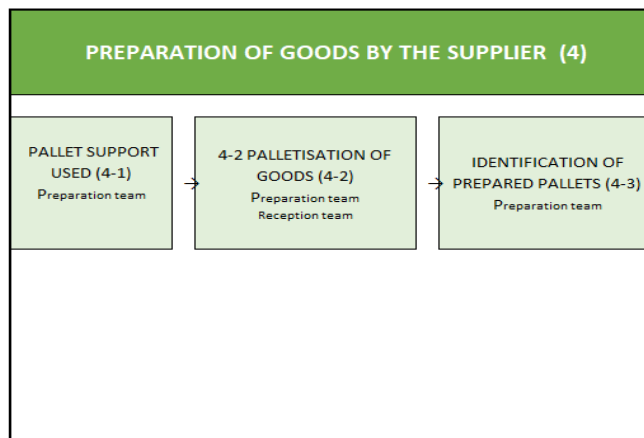 PREPARATION OF GOODS BY THE SUPPLIER (4)
PALLET SUPPORT
USED (4-1)
Preparation team
→
4-2 PALLETISATION OF
GOODS (4-2)
Preparation team
Reception team
→
IDENTIFICATION OF
PREPARED PALLETS (4-3)
Preparation team